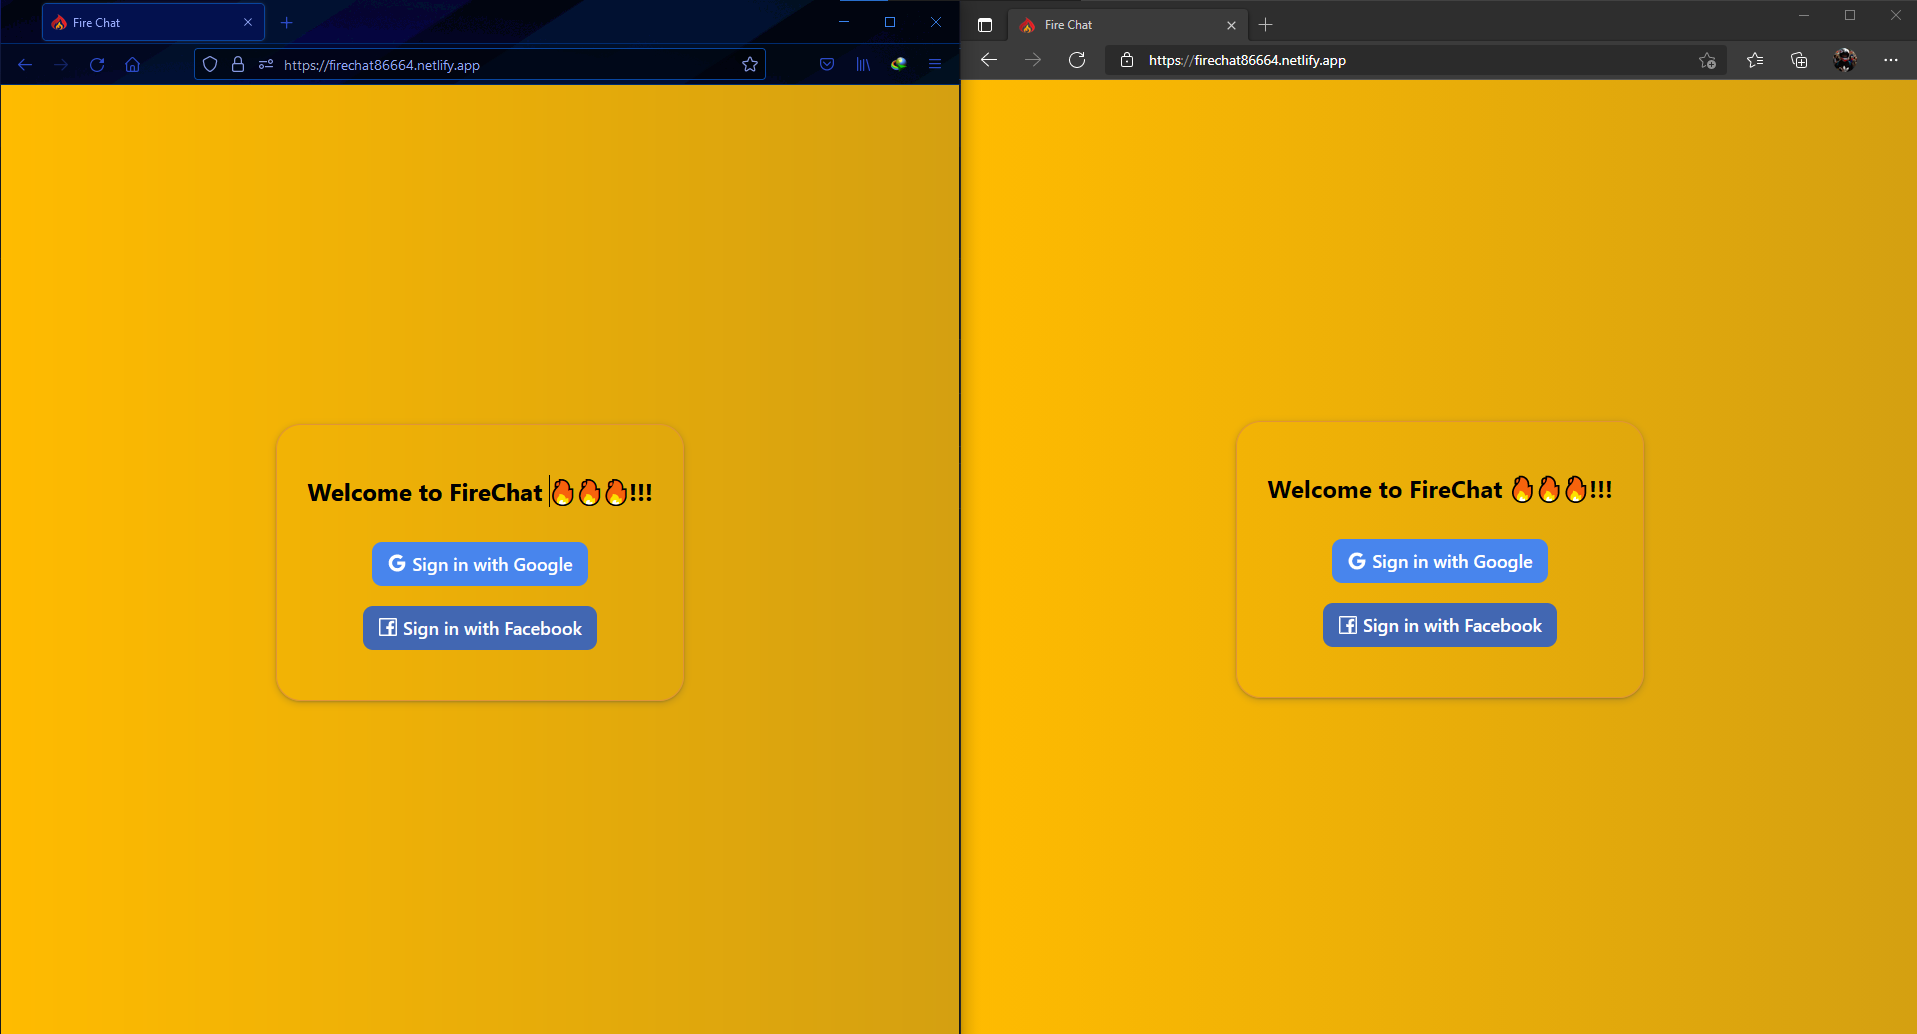 Fire Chat
https://firechat86664.netlify.app
Welcome to FireChat 🔥🔥🔥!!!
Sign in with Google
Sign in with Facebook
Fire Chat
https://firechat86664.netlify.app
Welcome to FireChat 🔥🔥🔥!!!
Sign in with Google
Sign in with Facebook